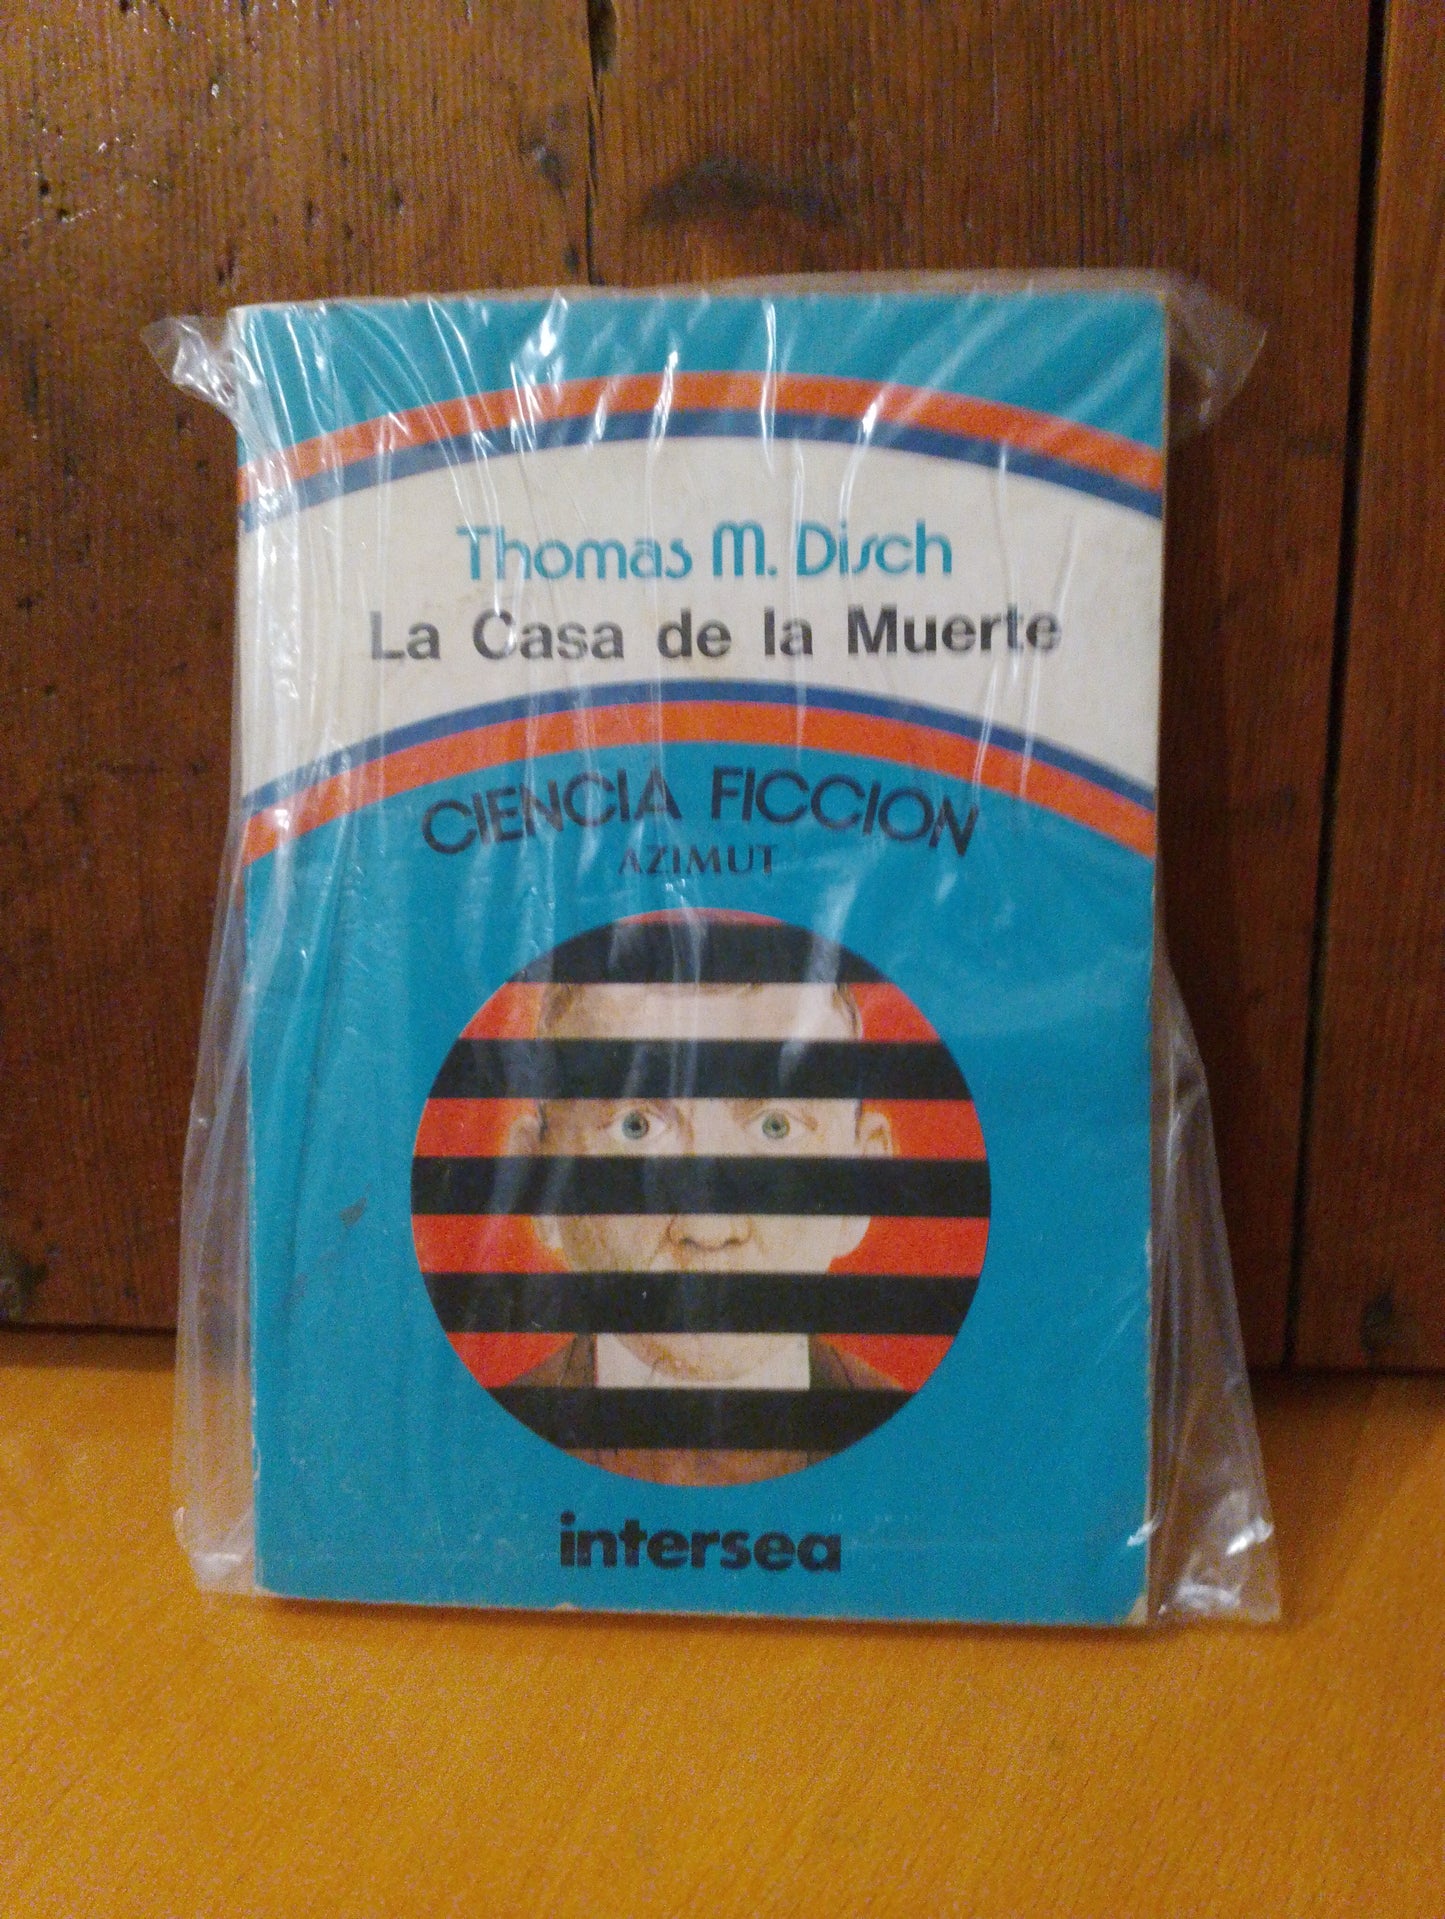 Thomas M. Disch
La Casa de la Muerte
CIENCIA FICCION
AZIMUT
intersea